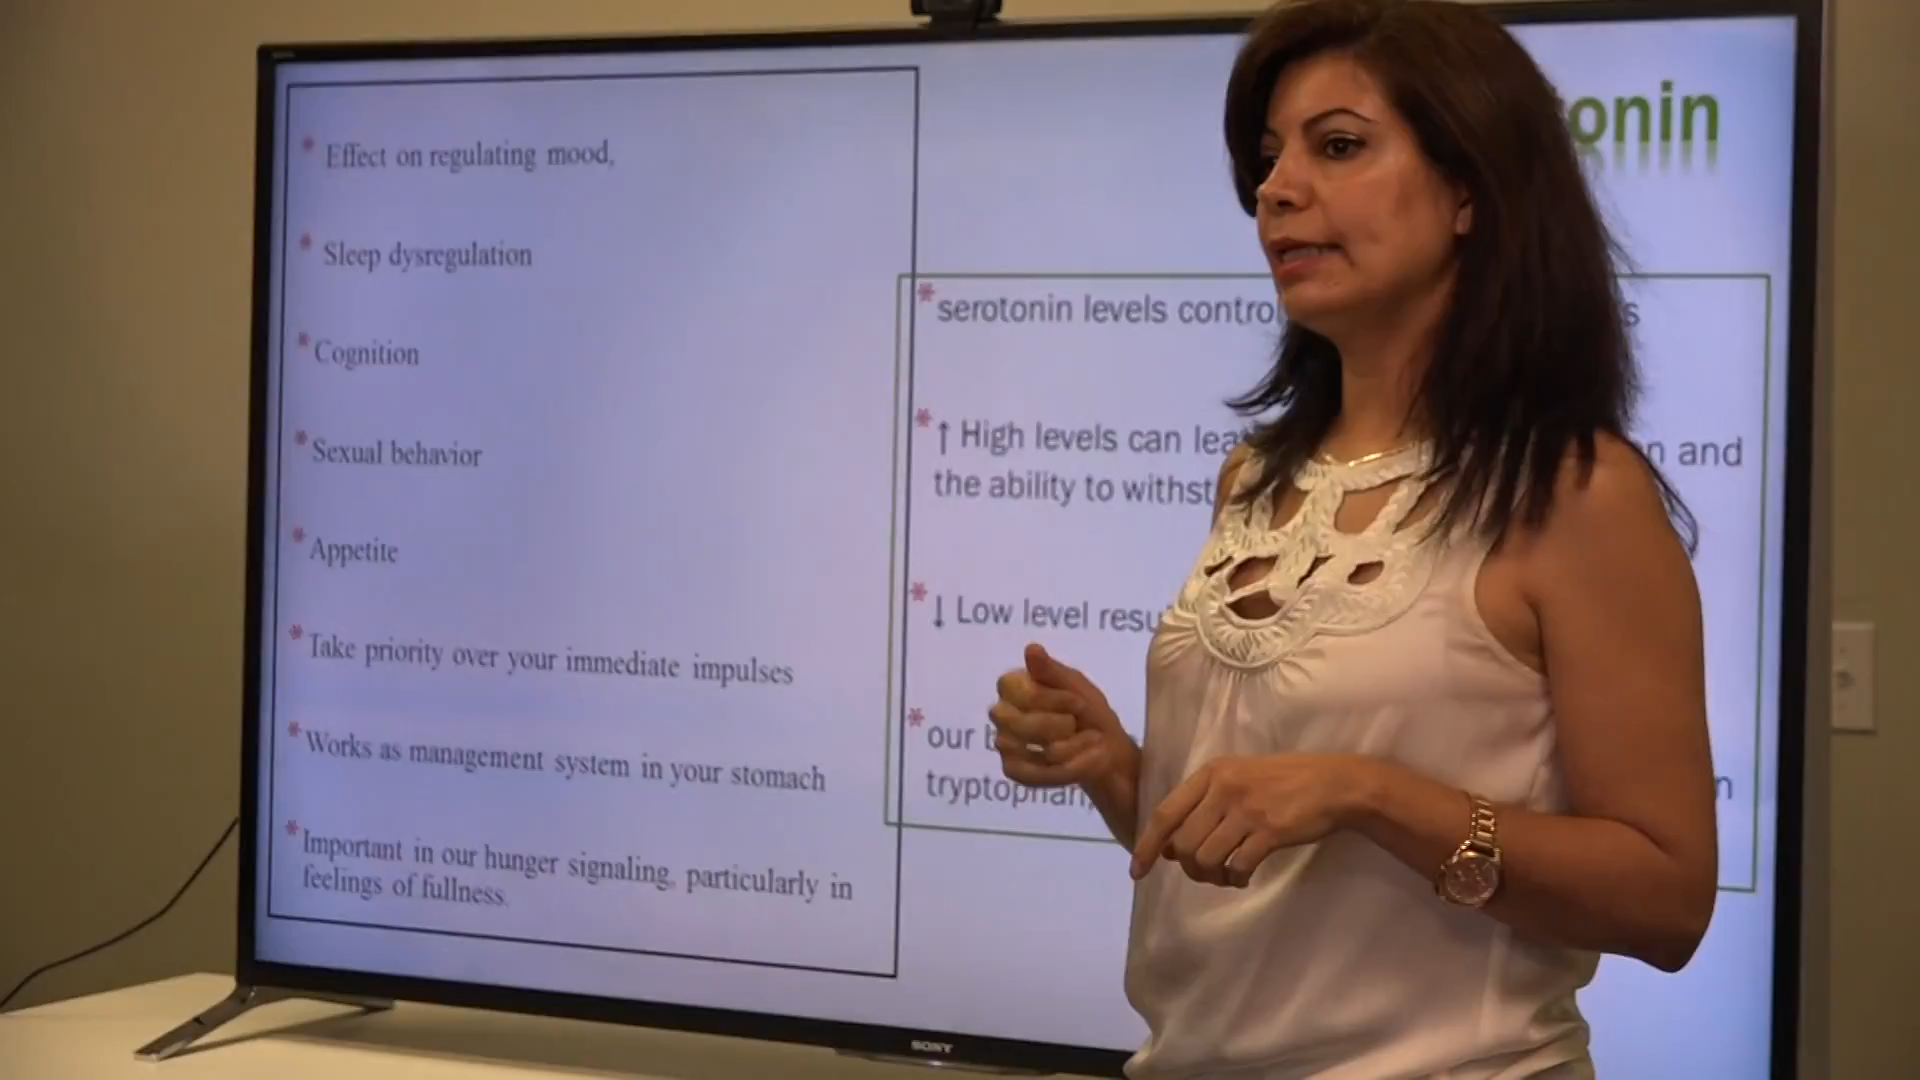 * Effect on regulating mood,
* Sleep dysregulation
* Cognition
* Sexual behavior
* Appetite
* Take priority over your immediate impulses
* Works as management system in your stomach
* Important in our hunger signaling, particularly in
feelings of fullness.
onin
* serotonin levels control
* ↑ High levels can lea n and
the ability to withst
* ↓ Low level resu
* our b
tryptophan, n
SONY